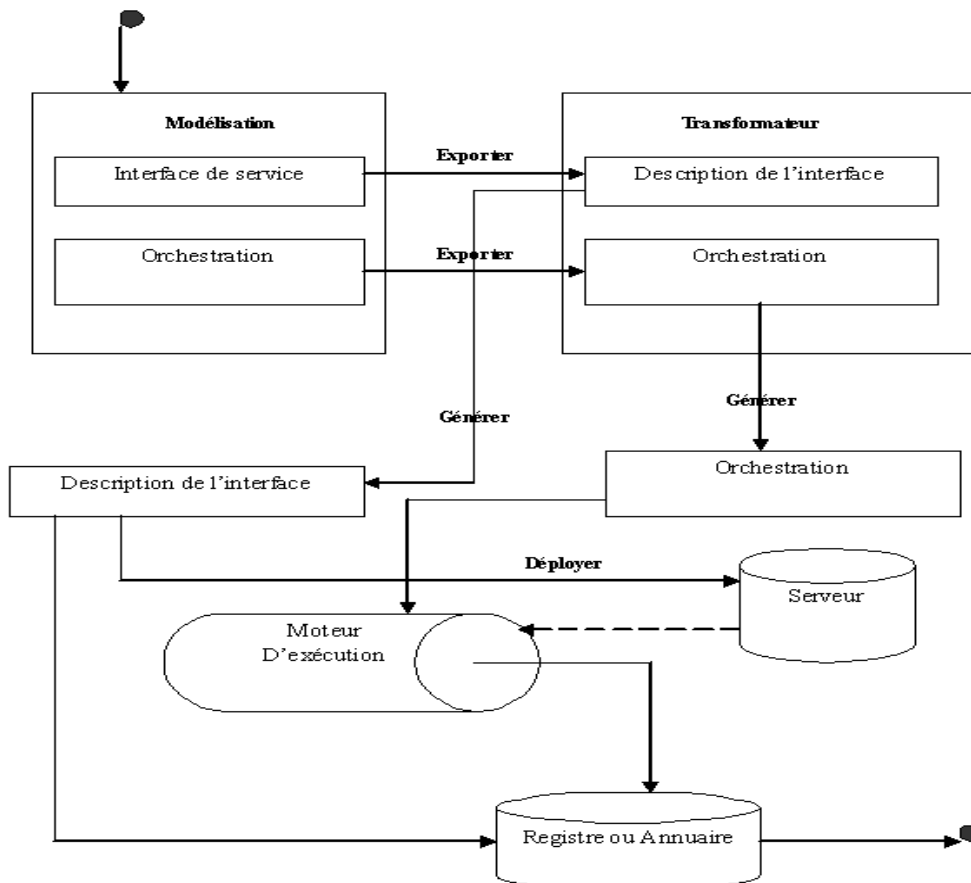 Modélisation
Transformateur
Exporter
Interface de service
Description de l'interface
Orchestration
Exporter
Orchestration
Générer
Générer
Description de l'interface
Orchestration
Déployer
Serveur
Moteur
D'exécution
Registre ou Annuaire